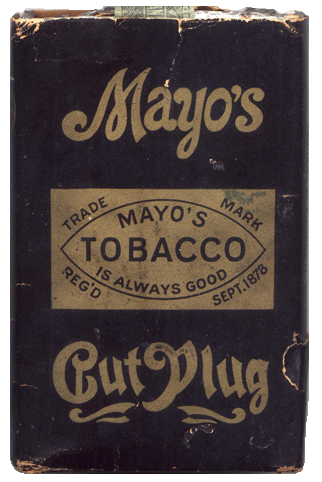 Mayo's
TRADE MARK
MAYO'S
TOBACCO
IS ALWAYS GOOD
REG'D SEPT. 1878
Cut Plug